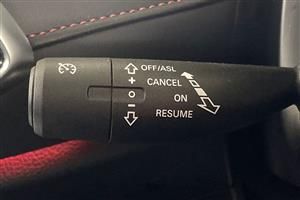 OFF/ASL
+ CANCEL
ON
− RESUME